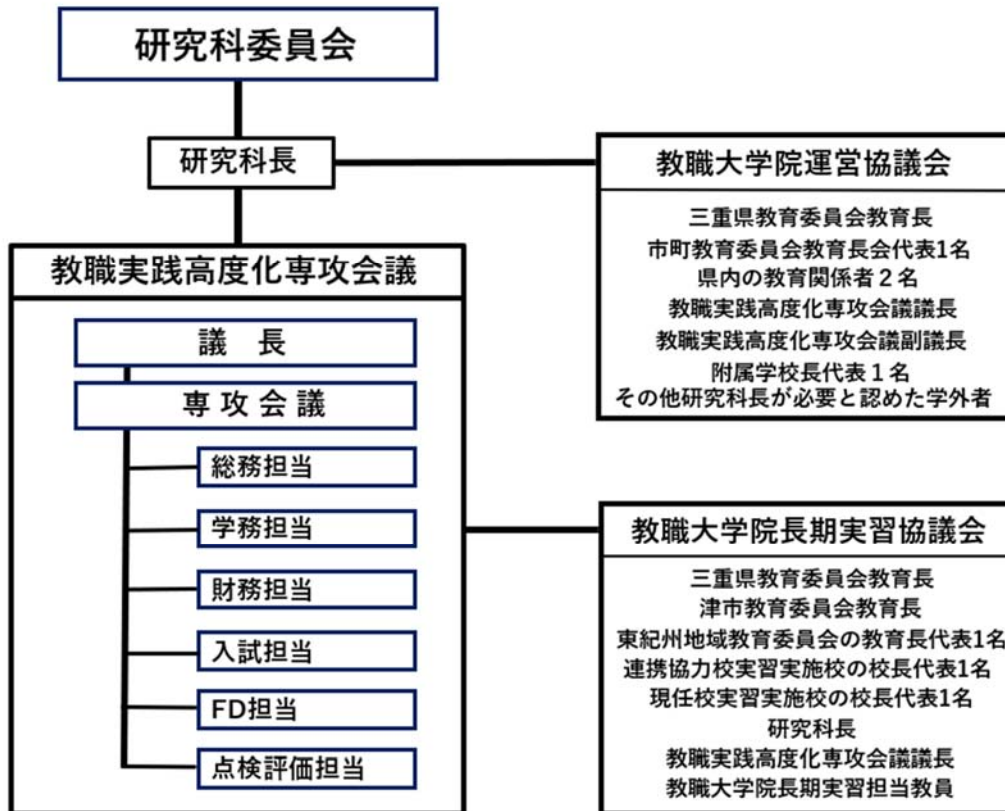 研究科委員会
研究科長
教職実践高度化専攻会議
議 長
専攻会議
総務担当
学務担当
財務担当
入試担当
FD担当
点検評価担当
教職大学院運営協議会
三重県教育委員会教育長
市町教育委員会教育長会代表1名
県内の教育関係者2名
教職実践高度化専攻会議議長
教職実践高度化専攻会議副議長
附属学校長代表1名
その他研究科長が必要と認めた学外者
教職大学院長期実習協議会
三重県教育委員会教育長
津市教育委員会教育長
東紀州地域教育委員会の教育長代表1名
連携協力校実習実施校の校長代表1名
現任校実習実施校の校長代表1名
研究科長
教職実践高度化専攻会議議長
教職大学院長期実習担当教員